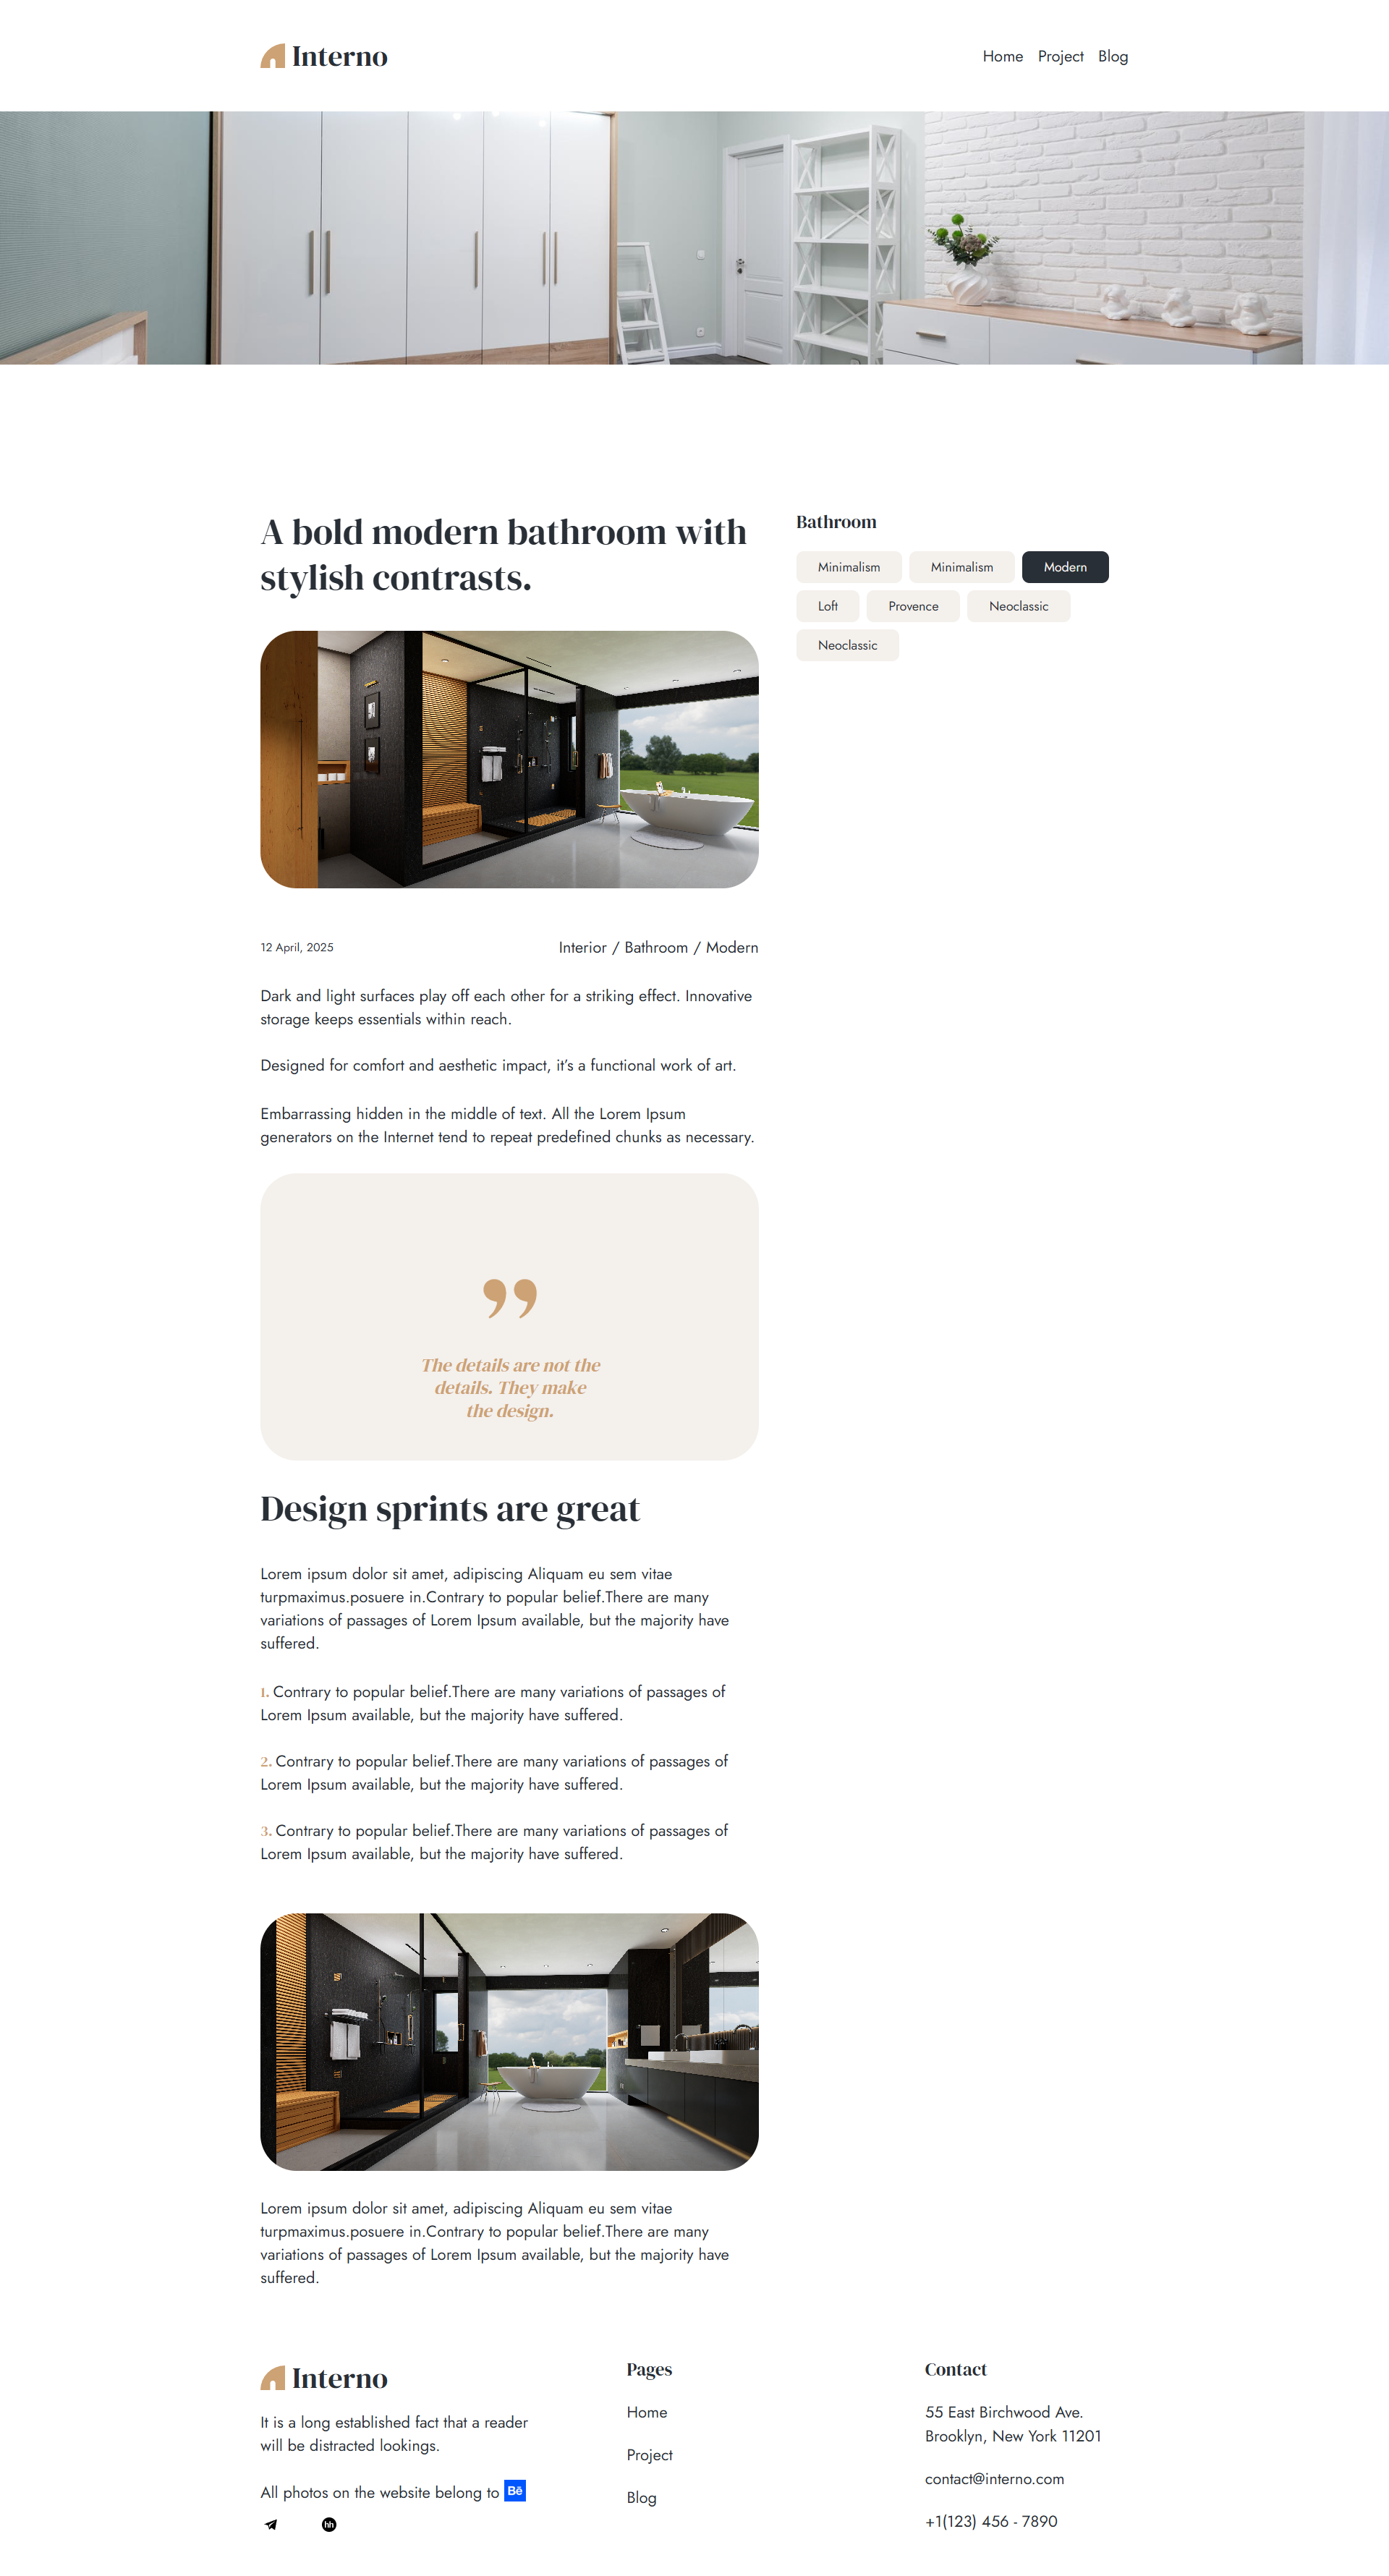 Interno
Home Project Blog
A bold modern bathroom with
stylish contrasts.
12 April, 2025
Interior / Bathroom / Modern
Dark and light surfaces play off each other for a striking effect. Innovative
storage keeps essentials within reach.
Designed for comfort and aesthetic impact, it's a functional work of art.
Embarrassing hidden in the middle of text. All the Lorem Ipsum
generators on the Internet tend to repeat predefined chunks as necessary.
”
The details are not the
details. They make
the design.
Design sprints are great
Lorem ipsum dolor sit amet, adipiscing Aliquam eu sem vitae
turpmaximus.posuere in.Contrary to popular belief.There are many
variations of passages of Lorem Ipsum available, but the majority have
suffered.
1. Contrary to popular belief.There are many variations of passages of
Lorem Ipsum available, but the majority have suffered.
2. Contrary to popular belief.There are many variations of passages of
Lorem Ipsum available, but the majority have suffered.
3. Contrary to popular belief.There are many variations of passages of
Lorem Ipsum available, but the majority have suffered.
Lorem ipsum dolor sit amet, adipiscing Aliquam eu sem vitae
turpmaximus.posuere in.Contrary to popular belief.There are many
variations of passages of Lorem Ipsum available, but the majority have
suffered.
Bathroom
Minimalism Minimalism Modern
Loft Provence Neoclassic
Neoclassic
Interno
It is a long established fact that a reader
will be distracted lookings.
All photos on the website belong to Bē
hh
Pages
Home
Project
Blog
Contact
55 East Birchwood Ave.
Brooklyn, New York 11201
contact@interno.com
+1(123) 456 - 7890